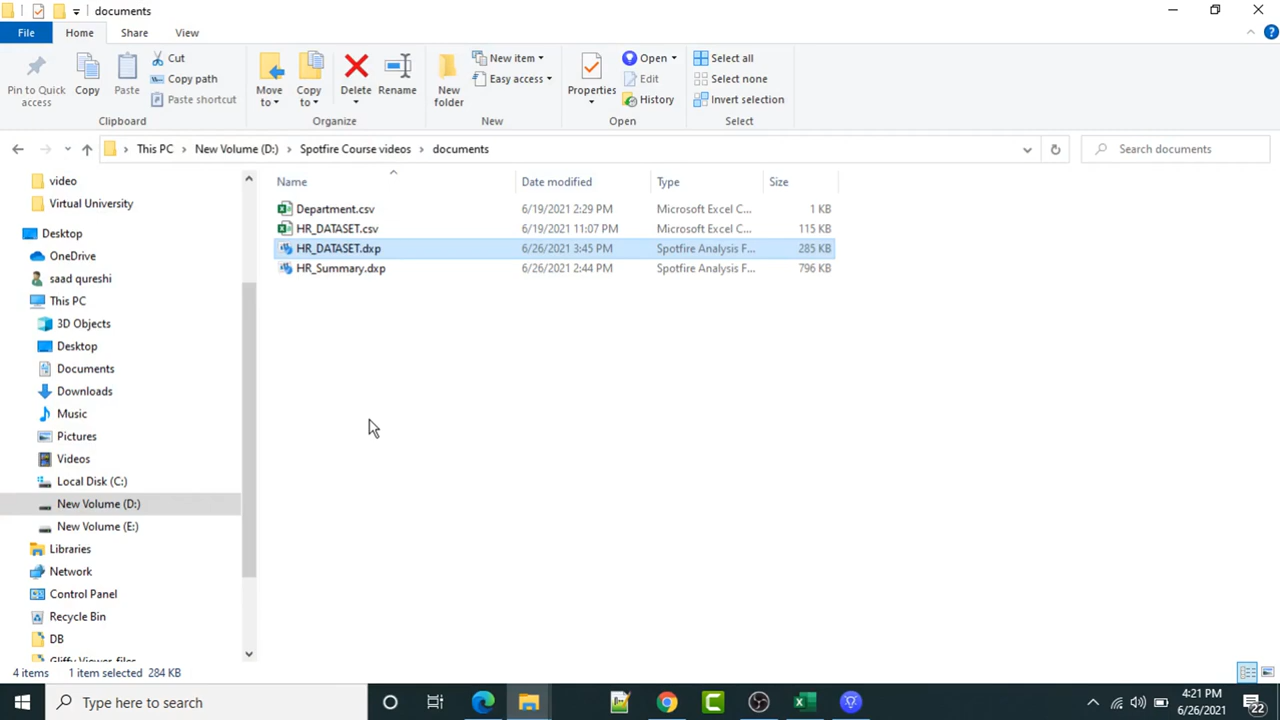 documents
File Home Share View
Pin to Quick access
Copy
Paste
Cut
Copy path
Paste shortcut
Clipboard
Move to
Copy to
Delete
Rename
Organize
New folder
New item
Easy access
New
Properties
Open
Edit
History
Open
Select all
Select none
Invert selection
Select
This PC > New Volume (D:) > Spotfire Course videos > documents
Search documents
video
Virtual University
Desktop
OneDrive
saad qureshi
This PC
3D Objects
Desktop
Documents
Downloads
Music
Pictures
Videos
Local Disk (C:)
New Volume (D:)
New Volume (E:)
Libraries
Network
Control Panel
Recycle Bin
DB
Gliffy Viewer files
Name Date modified Type Size
Department.csv 6/19/2021 2:29 PM Microsoft Excel C... 1 KB
HR_DATASET.csv 6/19/2021 11:07 PM Microsoft Excel C... 115 KB
HR_DATASET.dxp 6/26/2021 3:45 PM Spotfire Analysis F... 285 KB
HR_Summary.dxp 6/26/2021 2:44 PM Spotfire Analysis F... 796 KB
4 items 1 item selected 284 KB
Type here to search
4:21 PM
6/26/2021
22